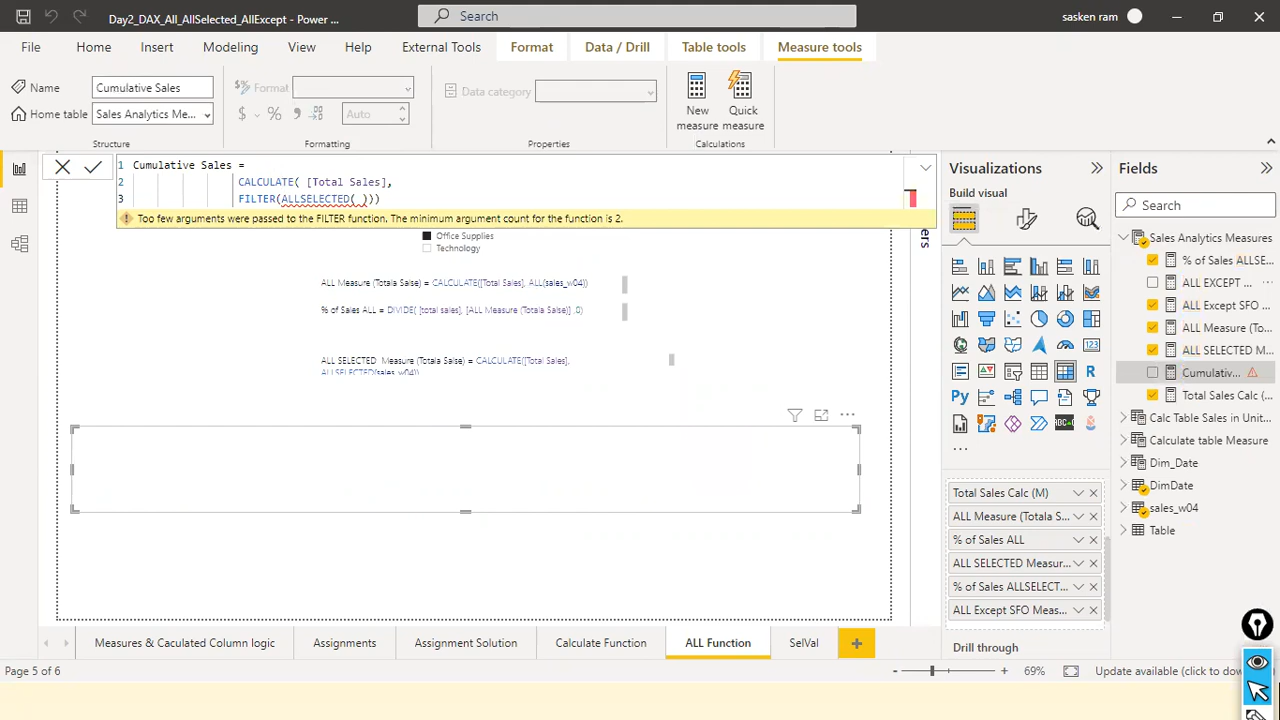 Day2_DAX_All_AllSelected_AllExcept - Power ...
Search
sasken ram
File
Home
Insert
Modeling
View
Help
External Tools
Format
Data / Drill
Table tools
Measure tools
Name
Cumulative Sales
Home table
Sales Analytics Me...
Structure
Format
$
%
Auto
Formatting
Data category
Properties
New
measure
Quick
measure
Calculations
1 Cumulative Sales =
2 CALCULATE( [Total Sales],
3 FILTER(ALLSELECTED( )))
Too few arguments were passed to the FILTER function. The minimum argument count for the function is 2.
Office Supplies
Technology
ALL Measure (Totala Sales) = CALCULATE([Total Sales], ALL(sales_w04))
% of Sales ALL = DIVIDE( [total sales], [ALL Measure (Totala Salse)] ,0)
ALL SELECTED Measure (Totala Salse) = CALCULATE([Total Sales],
ALLSELECTED(sales_w04))
Visualizations
Build visual
123
R
Py
ABC
...
Total Sales Calc (M)
ALL Measure (Totala S...
% of Sales ALL
ALL SELECTED Measur...
% of Sales ALLSELECT...
ALL Except SFO Meas...
Drill through
Fields
Search
Sales Analytics Measures
% of Sales ALLSE...
ALL EXCEPT ...
ALL Except SFO ...
ALL Measure (To...
ALL SELECTED M...
Cumulativ...
Total Sales Calc (...
Calc Table Sales in Unit...
Calculate table Measure
Dim_Date
DimDate
sales_w04
Table
Measures & Caculated Column logic
Assignments
Assignment Solution
Calculate Function
ALL Function
SelVal
Page 5 of 6
69%
Update available (click to dow